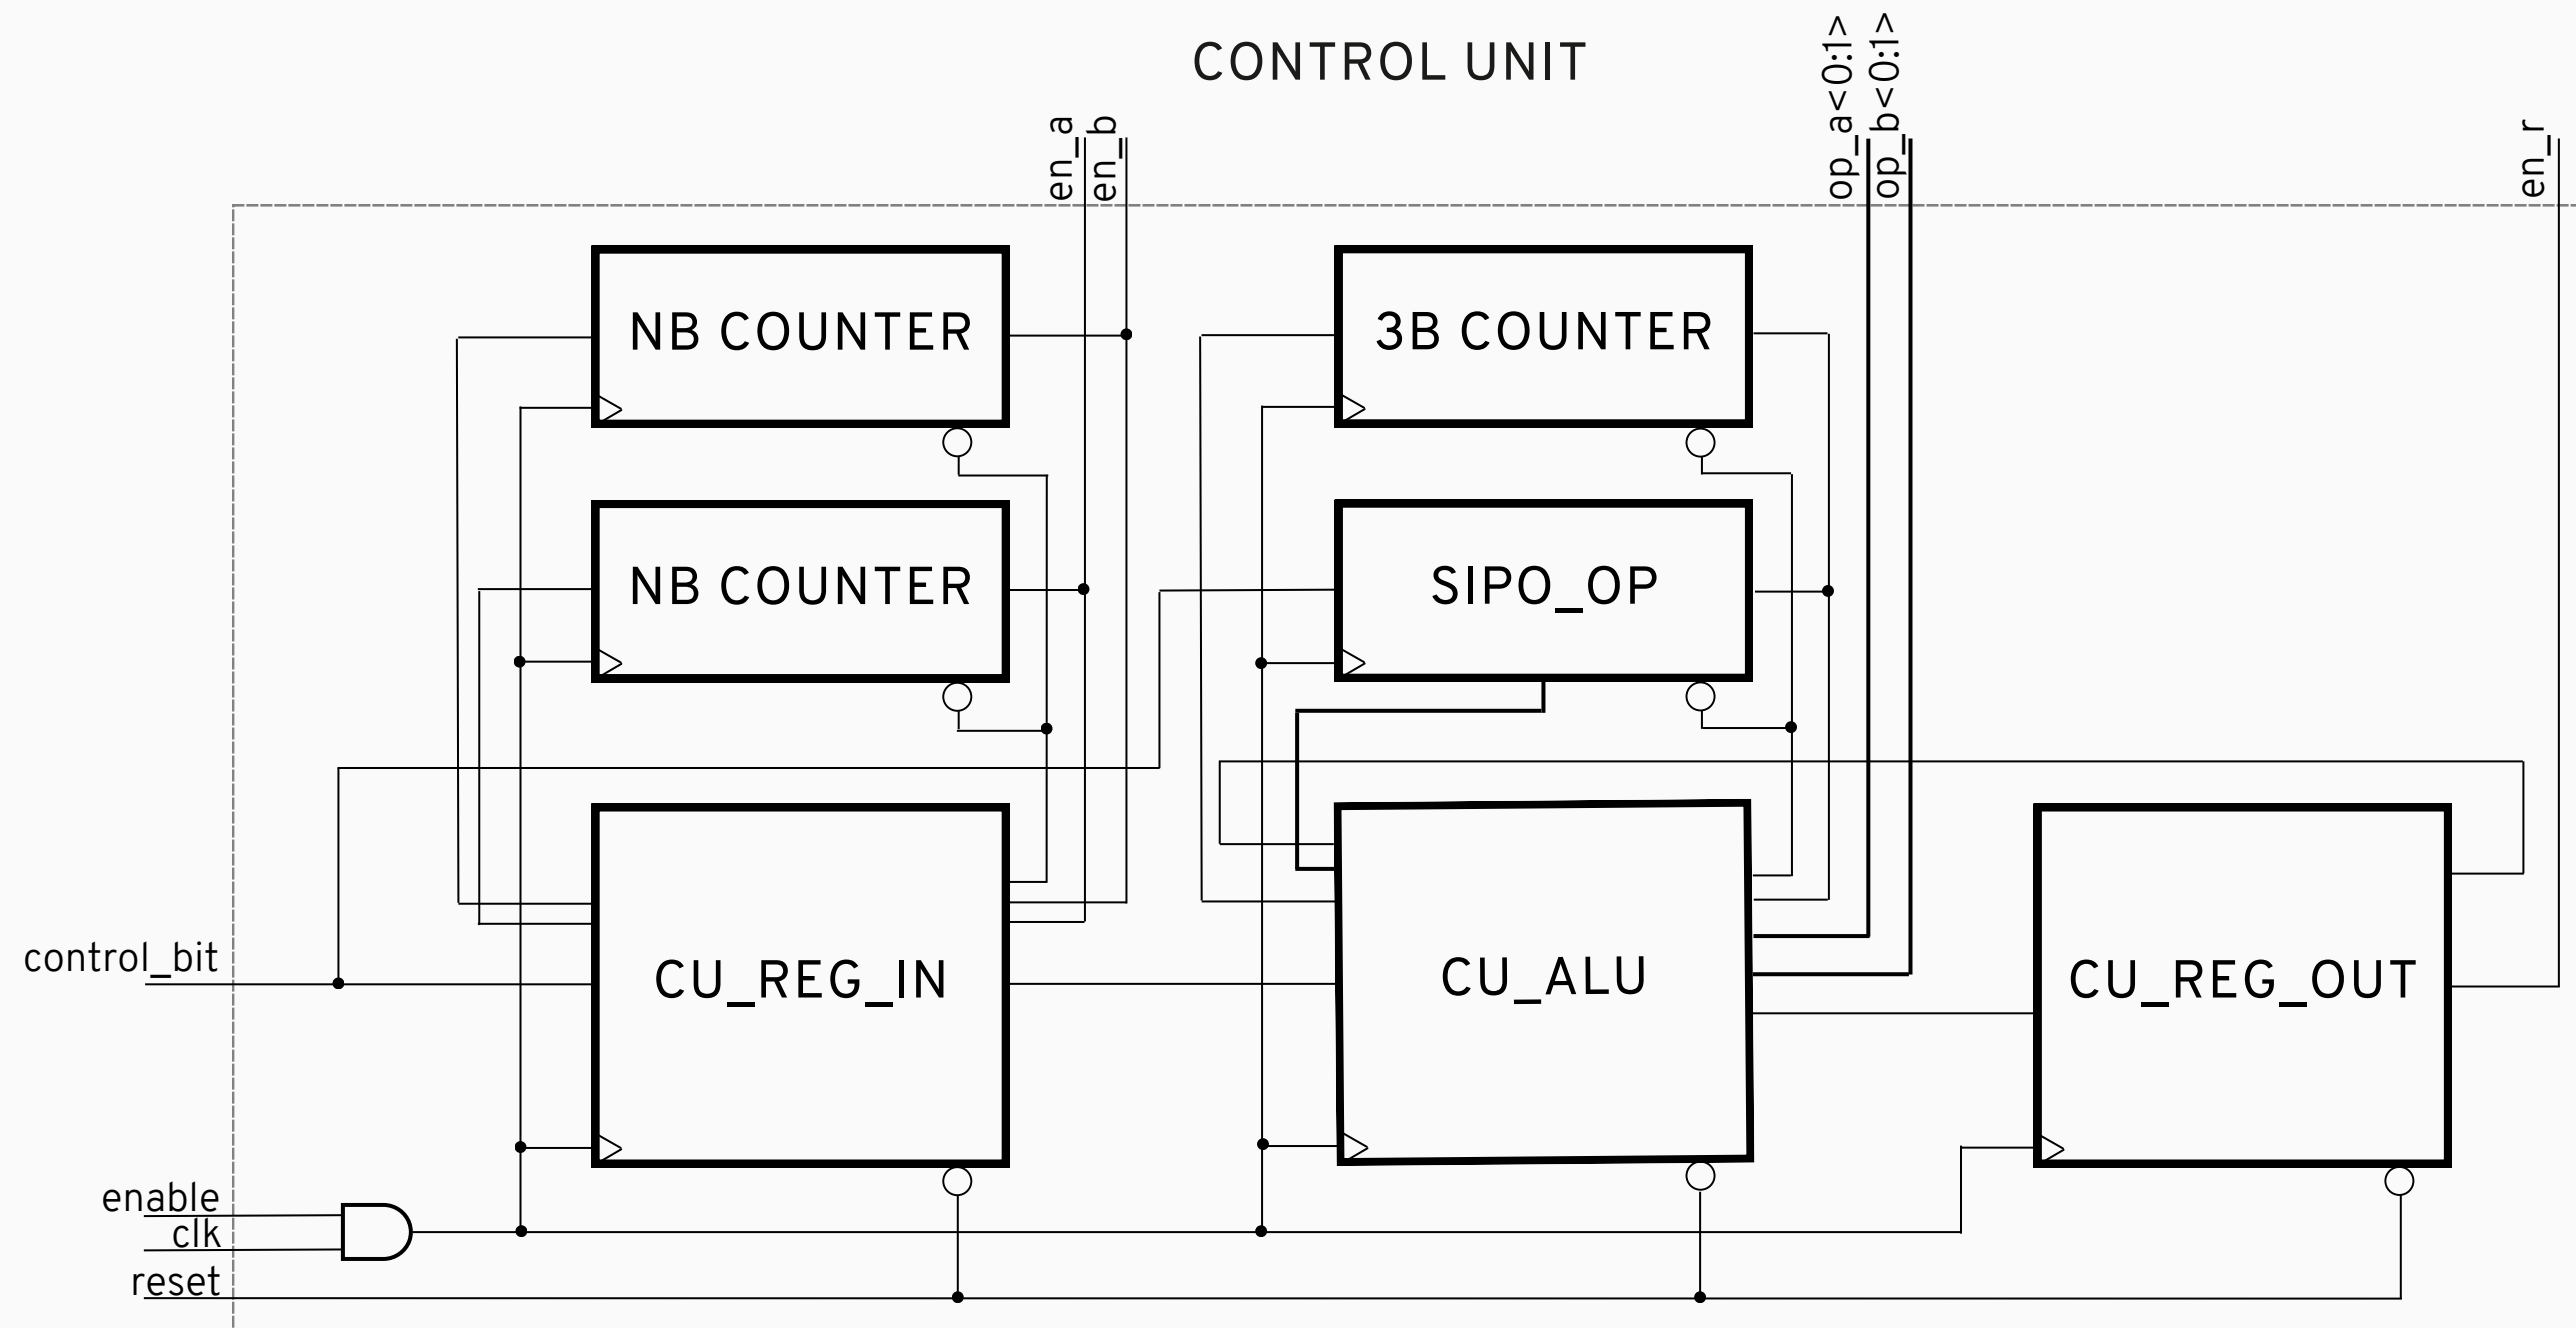 CONTROL UNIT
en_a
en_b
op_a<0:1>
op_b<0:1>
en_r
NB COUNTER
3B COUNTER
NB COUNTER
SIPO_OP
control_bit
CU_REG_IN
CU_ALU
CU_REG_OUT
enable
clk
reset